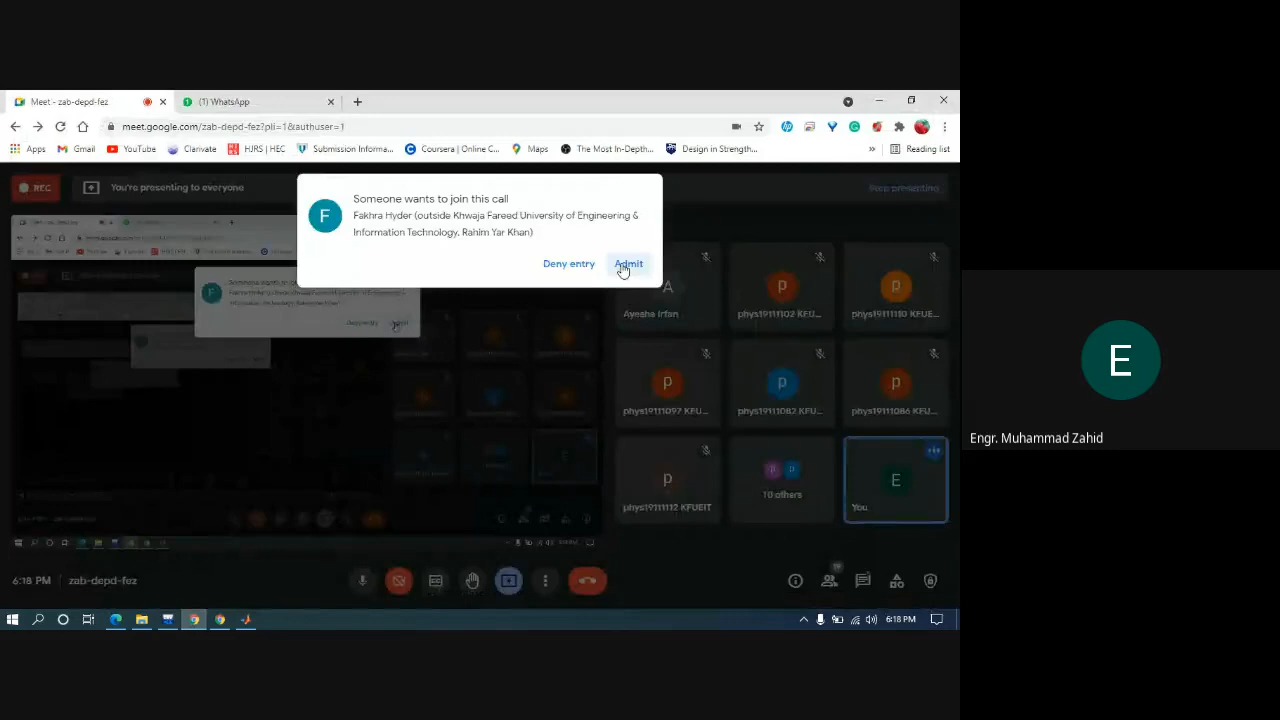 Meet - zab-depd-fez
(1) WhatsApp
meet.google.com/zab-depd-fez?pli=1&authuser=1
Apps
Gmail
YouTube
Clarivate
HJRS | HEC
Submission Informa...
Coursera | Online C...
Maps
The Most In-Depth...
Design in Strength...
»
Reading list
REC
You're presenting to everyone
Stop presenting
Someone wants to join this call
F
Fakhra Hyder (outside Khwaja Fareed University of Engineering &
Information Technology, Rahim Yar Khan)
Deny entry
Admit
A
Ayesha Irfan
p
phys19111102 KFU...
p
phys19111110 KFUE...
p
phys19111097 KFU...
p
phys19111082 KFU...
p
phys19111086 KFU...
p
phys19111112 KFUEIT
p
p
10 others
E
You
E
Engr. Muhammad Zahid
6:18 PM | zab-depd-fez
6:18 PM